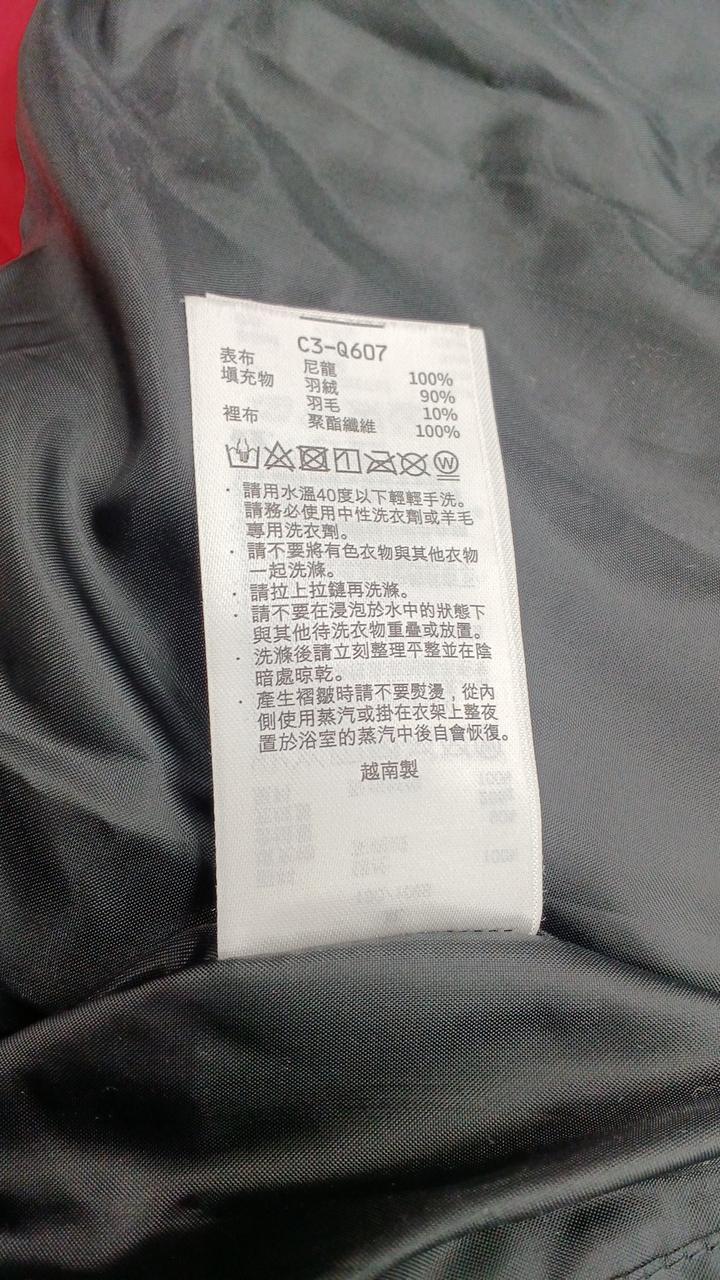 C3-Q607
表布 尼龍 100%
填充物 羽絨 90%
羽毛 10%
裡布 聚酯纖維 100%
· 請用水溫40度以下輕輕手洗。
請務必使用中性洗衣劑或羊毛
專用洗衣劑。
· 請不要將有色衣物與其他衣物
一起洗滌。
· 請拉上拉鏈再洗滌。
· 請不要在浸泡於水中的狀態下
與其他待洗衣物重疊或放置。
· 洗滌後請立刻整理平整並在陰
暗處晾乾。
· 產生褶皺時請不要熨燙，從內
側使用蒸汽或掛在衣架上整夜
置於浴室的蒸汽中後自會恢復。
越南製